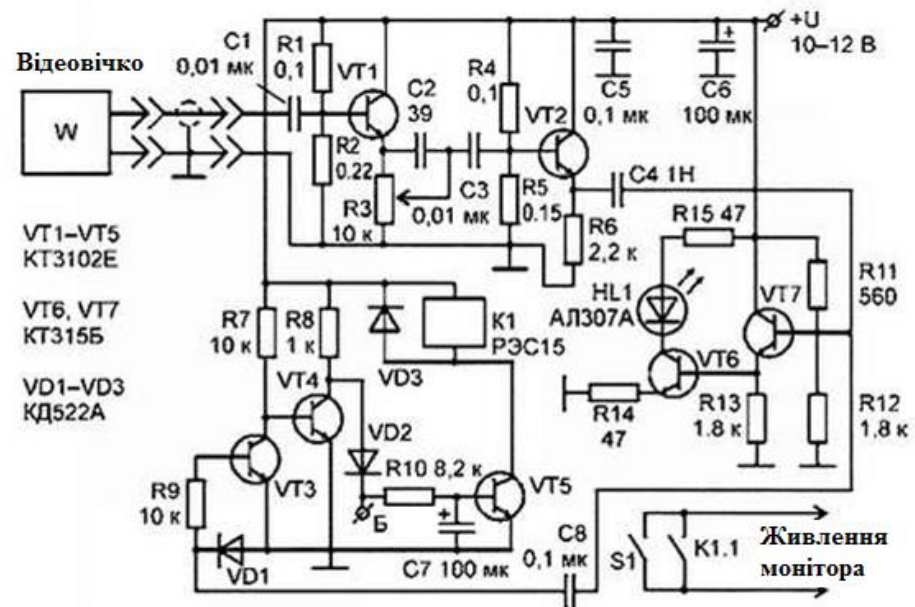 +U
10–12 В
Відеовічко
W
C1
0,01 мк
R1
0,1
VT1
C2
39
R4
0,1
VT2
C5
0,1 мк
C6
100 мк
R2
0.22
R3
10 к
C3
0,01 мк
R5
0.15
C4 1Н
R6
2,2 к
R15 47
HL1
АЛ307А
VT7
R11
560
VT1–VT5
КТ3102Е
VT6, VT7
КТ315Б
VD1–VD3
КД522А
R7
10 к
R8
1 к
VD3
К1
РЭС15
VT6
R14
47
R13
1.8 к
R12
1,8 к
VT4
VT3
VD2
R10 8,2 к
Б
VT5
R9
10 к
VD1
C7 100 мк
C8
0,1 мк
S1
K1.1
Живлення
монітора